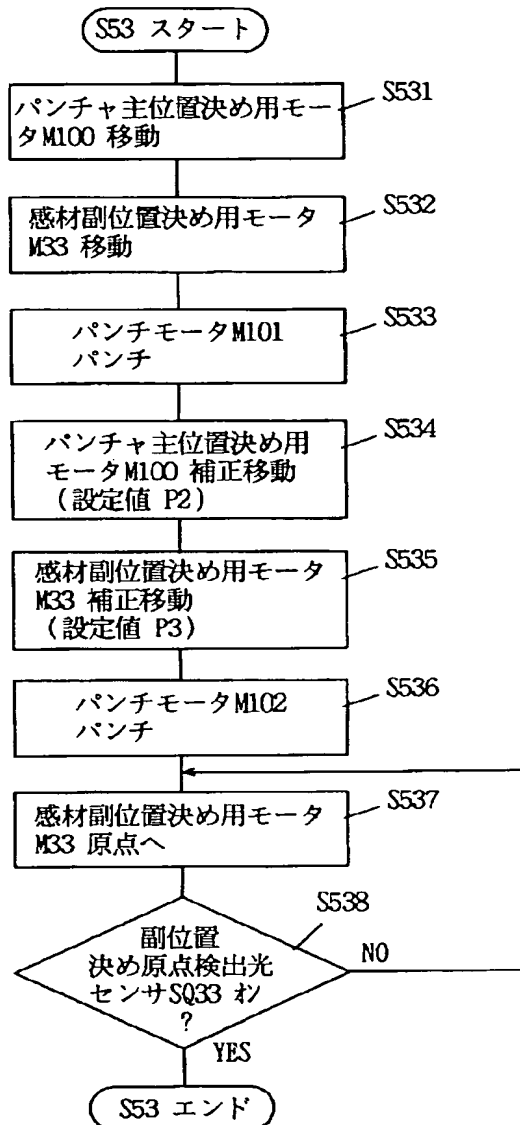 S53 スタート
S531
パンチャ主位置決め用モー
タM100 移動
S532
感材副位置決め用モータ
M33 移動
S533
パンチモータM101
パンチ
S534
パンチャ主位置決め用
モータM100 補正移動
(設定値 P2)
S535
感材副位置決め用モータ
M33 補正移動
(設定値 P3)
S536
パンチモータM102
パンチ
S537
感材副位置決め用モータ
M33 原点へ
S538
副位置
決め原点検出光
センサSQ33 オン
?
NO
YES
S53 エンド